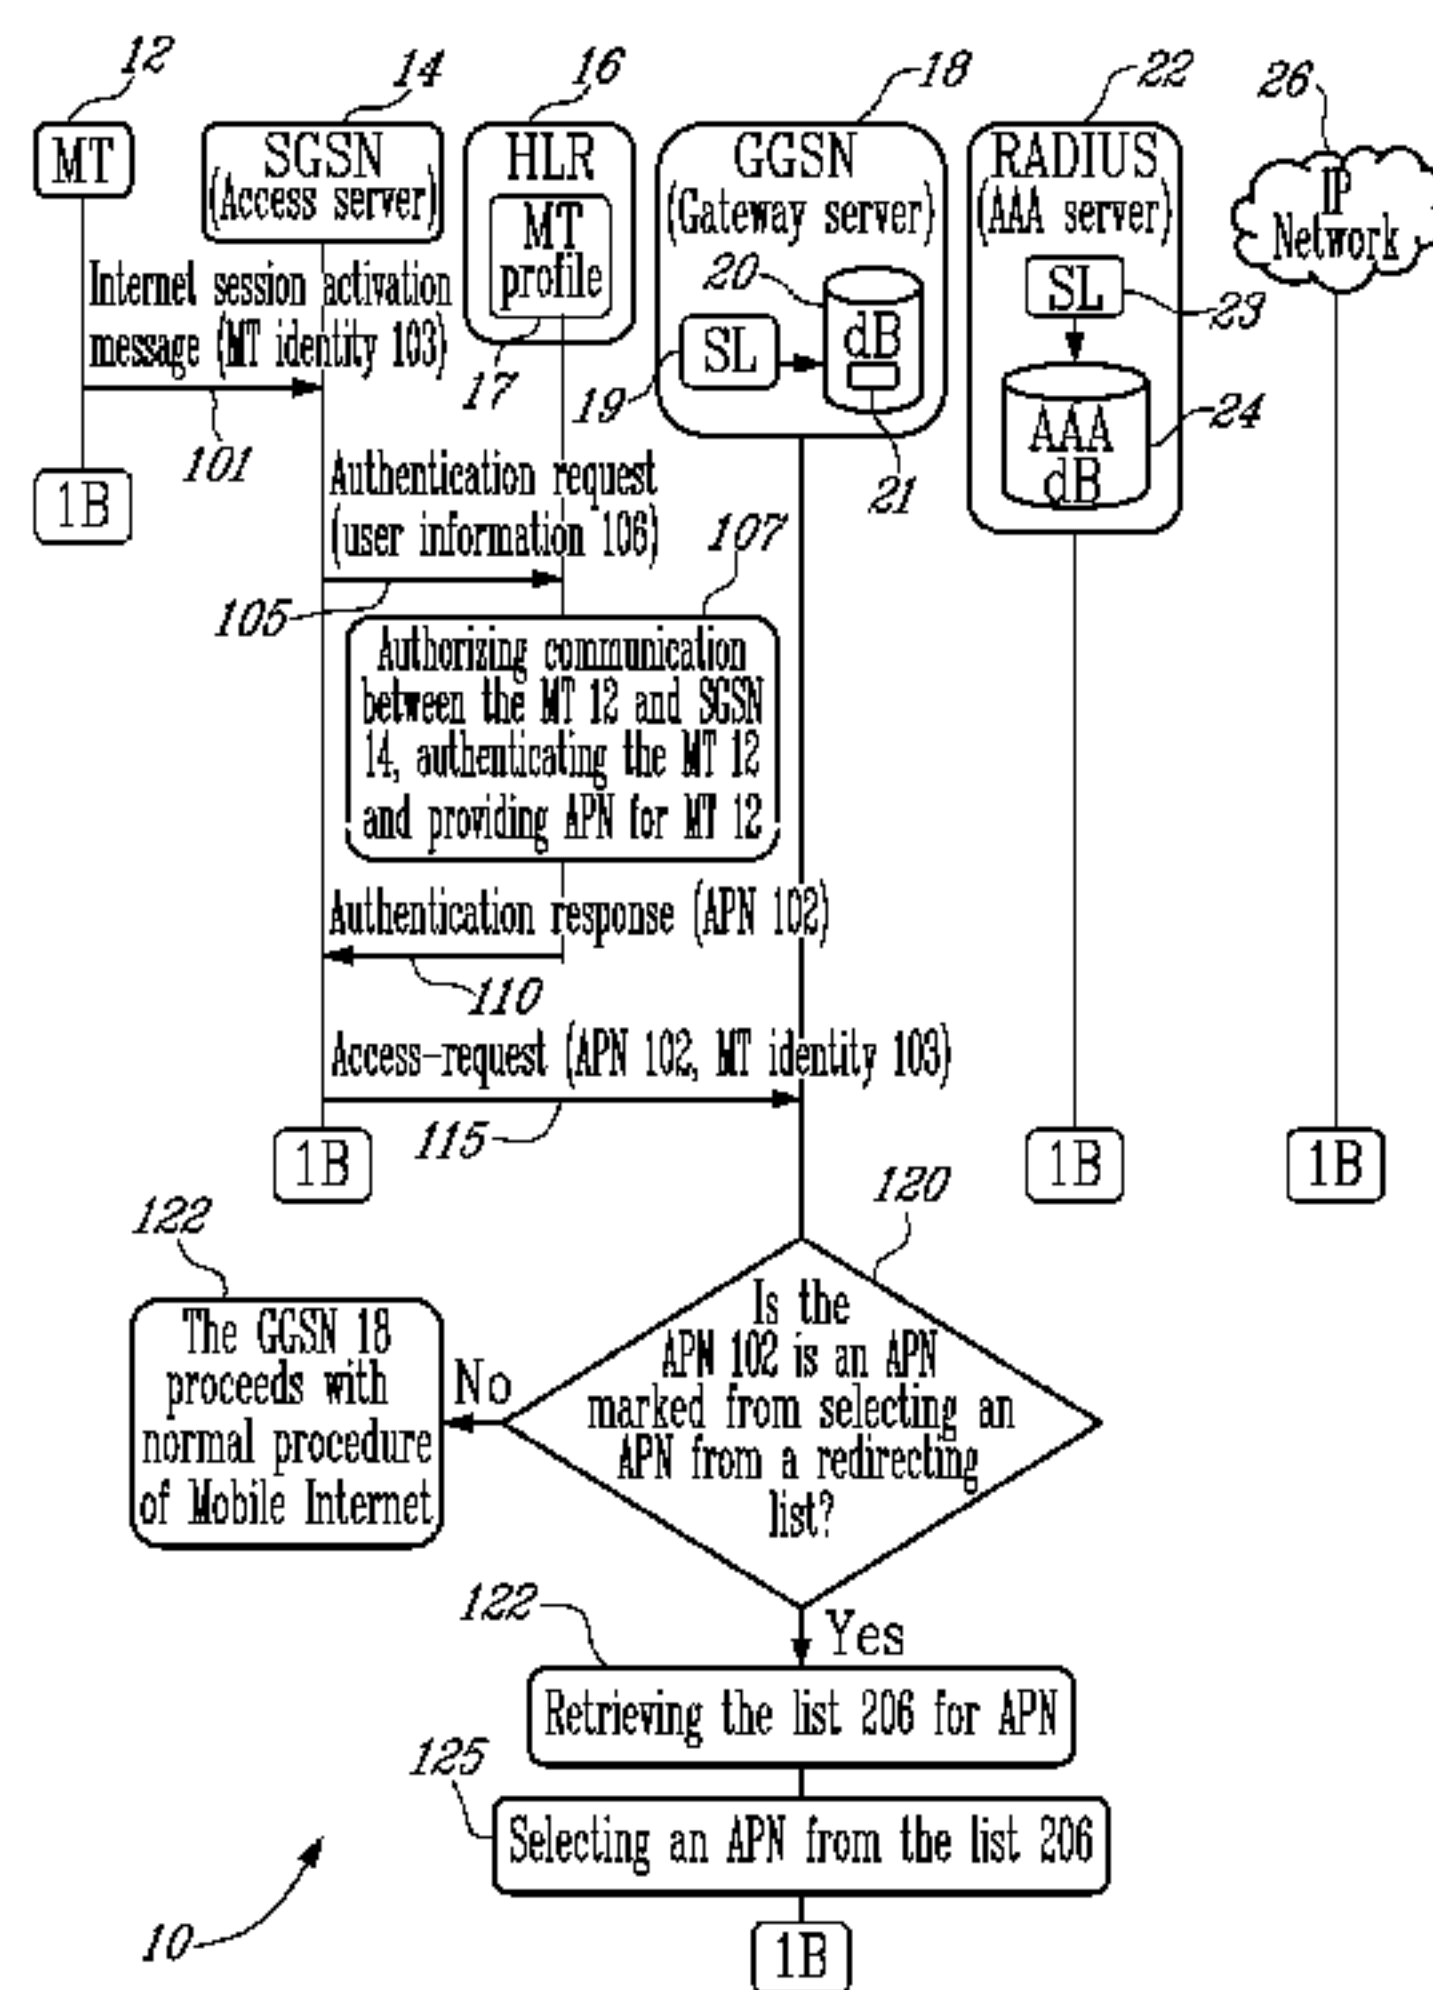 12
14
16
18
22
26
MT
SGSN
(Access server)
HLR
MT
profile
17
GGSN
(Gateway server)
20
dB
SL
19
21
RADIUS
(AAA server)
SL
23
AAA
dB
24
IP
Network
Internet session activation
message (MT identity 103)
101
1B
Authentication request
(user information 106)
105
107
Authorizing communication
between the MT 12 and SGSN
14, authenticating the MT 12
and providing APN for MT 12
Authentication response (APN 102)
110
Access-request (APN 102, MT identity 103)
115
1B
1B
1B
120
122
The GGSN 18
proceeds with
normal procedure
of Mobile Internet
No
Is the
APN 102 is an APN
marked from selecting an
APN from a redirecting
list?
Yes
122
Retrieving the list 206 for APN
125
Selecting an APN from the list 206
10
1B